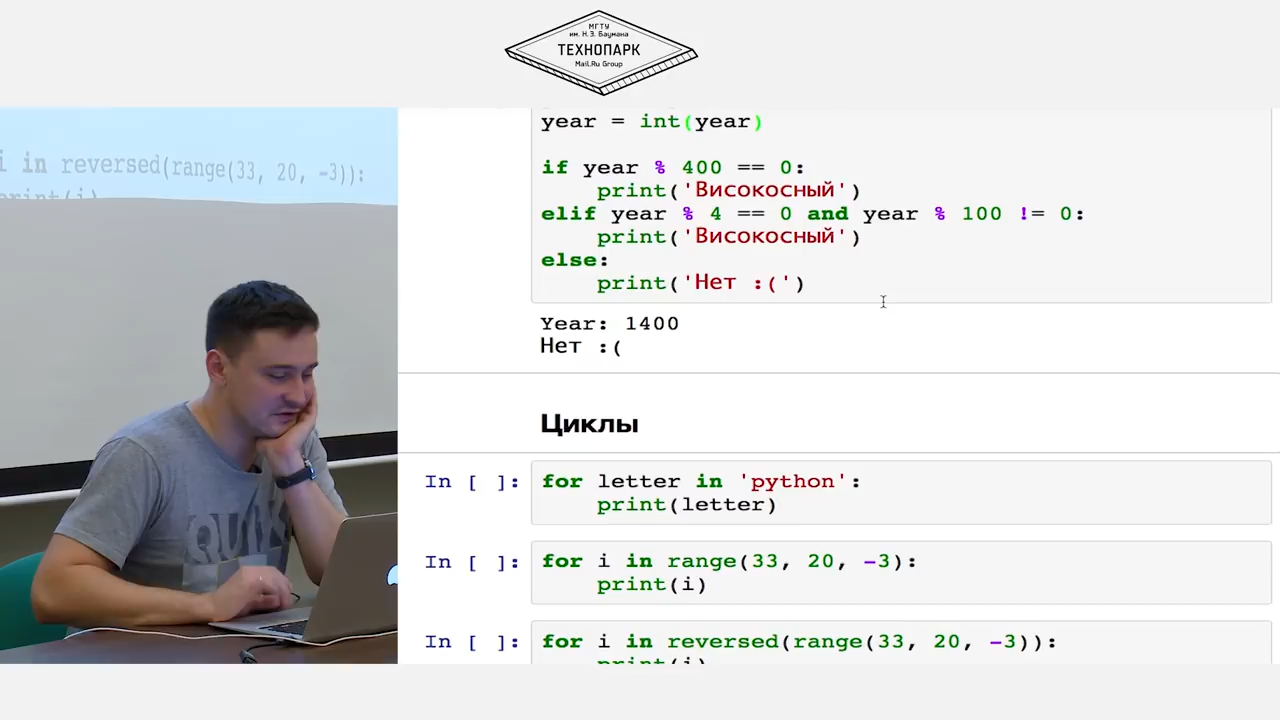 МГТУ
им. Н.Э. Баумана
ТЕХНОПАРК
Mail.Ru Group
i in reversed(range(33, 20, -3)):
print(i)
QUIK
year = int(year)
if year % 400 == 0:
print('Високосный')
elif year % 4 == 0 and year % 100 != 0:
print('Високосный')
else:
print('Нет :(')
Year: 1400
Нет :(
Циклы
In [ ]:
for letter in 'python':
print(letter)
In [ ]:
for i in range(33, 20, -3):
print(i)
In [ ]:
for i in reversed(range(33, 20, -3)):
print(i)